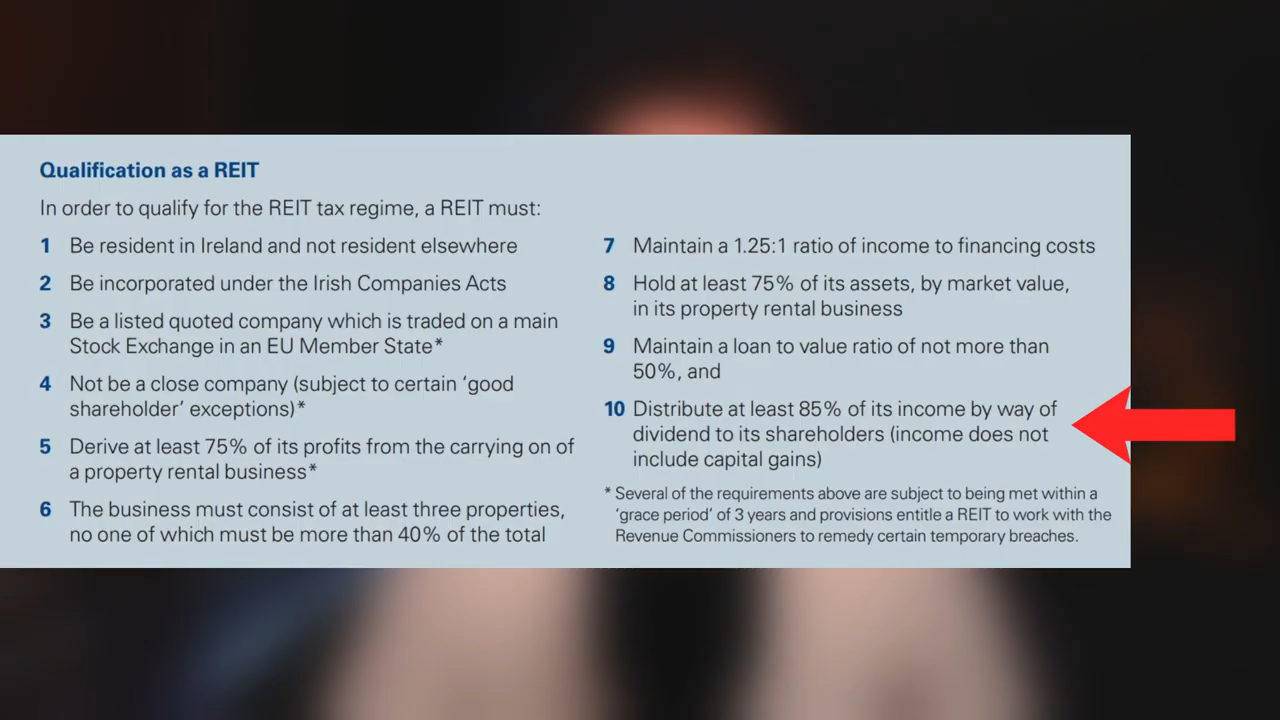 Qualification as a REIT
In order to qualify for the REIT tax regime, a REIT must:
1 Be resident in Ireland and not resident elsewhere
2 Be incorporated under the Irish Companies Acts
3 Be a listed quoted company which is traded on a main
Stock Exchange in an EU Member State*
4 Not be a close company (subject to certain ‘good
shareholder’ exceptions)*
5 Derive at least 75% of its profits from the carrying on of
a property rental business*
6 The business must consist of at least three properties,
no one of which must be more than 40% of the total
7 Maintain a 1.25:1 ratio of income to financing costs
8 Hold at least 75% of its assets, by market value,
in its property rental business
9 Maintain a loan to value ratio of not more than
50%, and
10 Distribute at least 85% of its income by way of
dividend to its shareholders (income does not
include capital gains)
* Several of the requirements above are subject to being met within a
‘grace period’ of 3 years and provisions entitle a REIT to work with the
Revenue Commissioners to remedy certain temporary breaches.